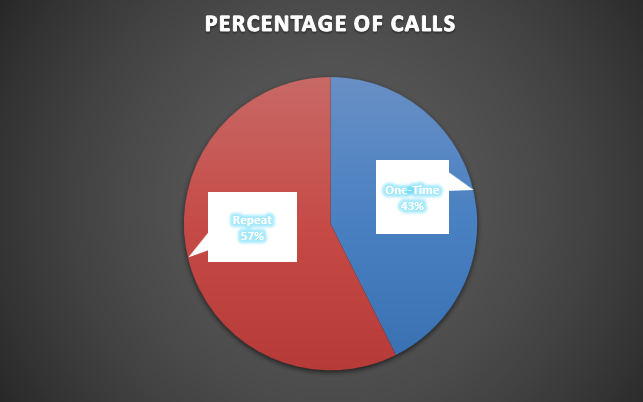 PERCENTAGE OF CALLS
One-Time
43%
Repeat
57%